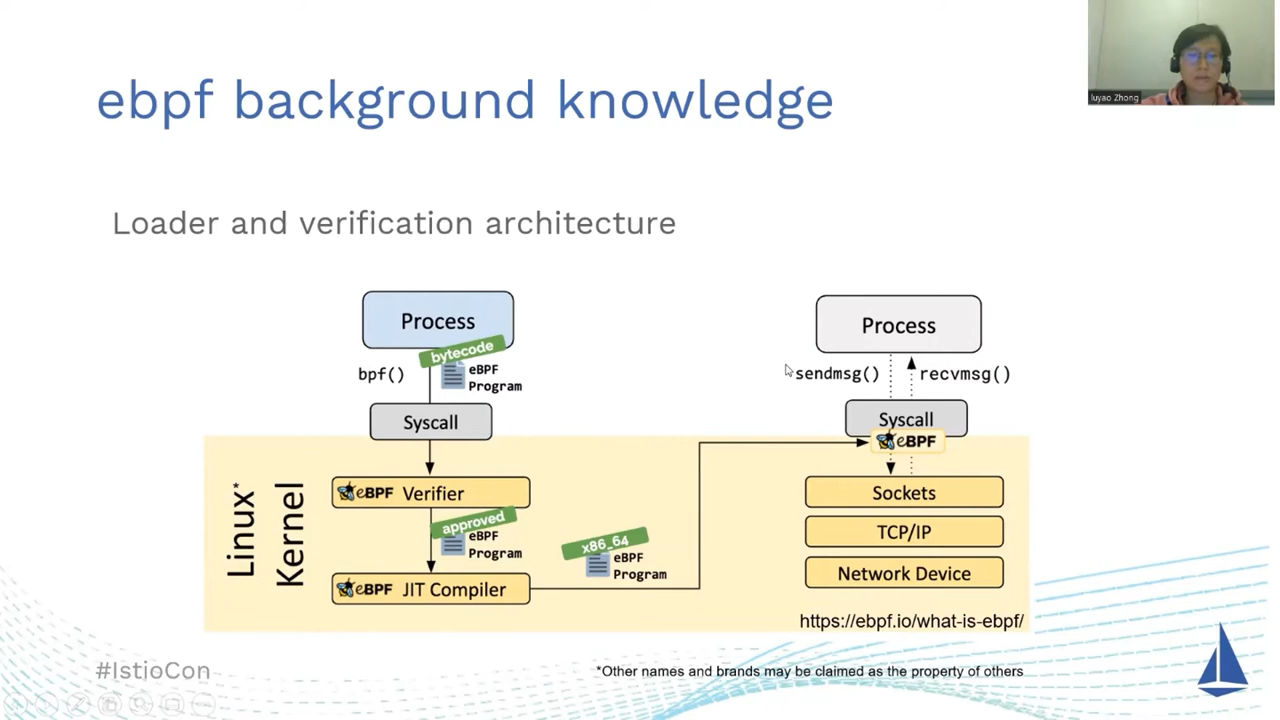 ebpf background knowledge
luyao Zhong
Loader and verification architecture
Process
bytecode
bpf()
eBPF
Program
Syscall
Linux*
Kernel
eBPF Verifier
approved
eBPF
Program
eBPF JIT Compiler
x86_64
eBPF
Program
Process
sendmsg()
recvmsg()
Syscall
eBPF
Sockets
TCP/IP
Network Device
https://ebpf.io/what-is-ebpf/
#IstioCon
*Other names and brands may be claimed as the property of others